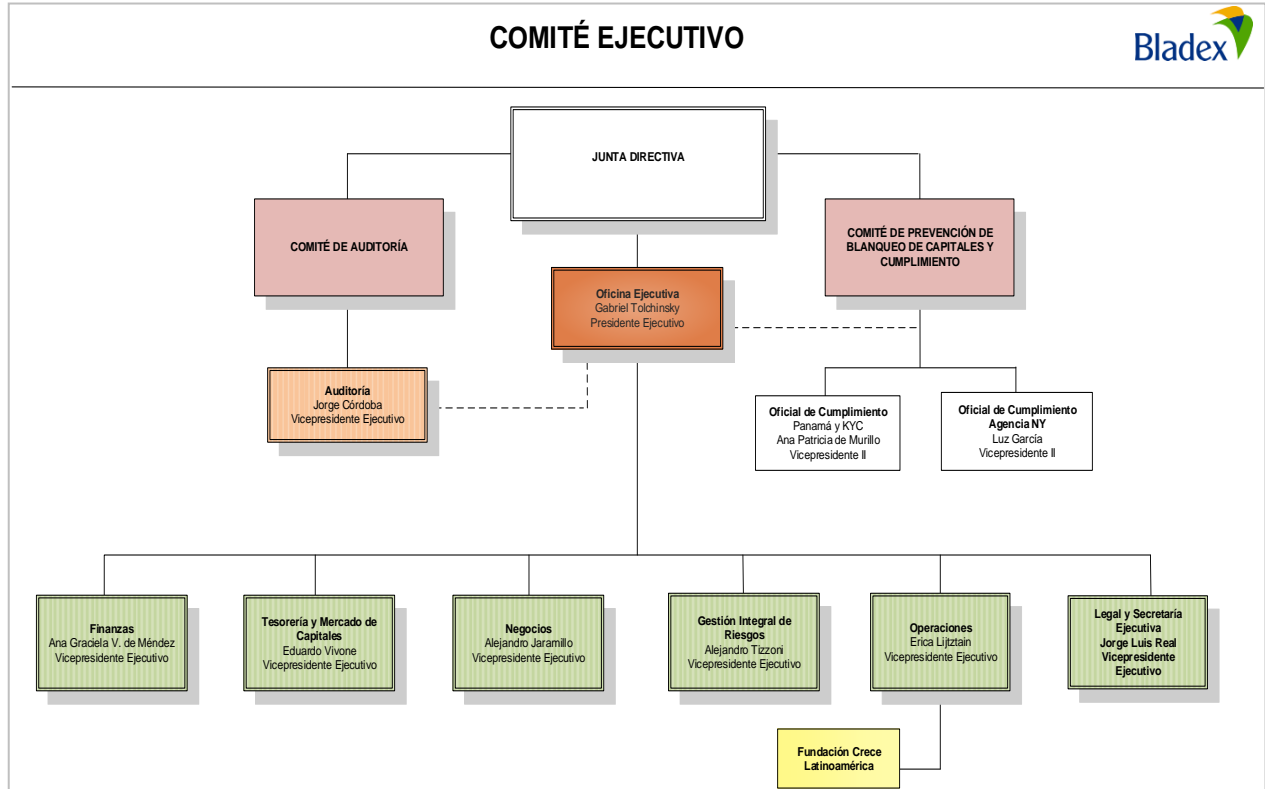 COMITÉ EJECUTIVO
Bladex
JUNTA DIRECTIVA
COMITÉ DE AUDITORÍA
COMITÉ DE PREVENCIÓN DE
BLANQUEO DE CAPITALES Y
CUMPLIMIENTO
Oficina Ejecutiva
Gabriel Tolchinsky
Presidente Ejecutivo
Auditoría
Jorge Córdoba
Vicepresidente Ejecutivo
Oficial de Cumplimiento
Panamá y KYC
Ana Patricia de Murillo
Vicepresidente II
Oficial de Cumplimiento
Agencia NY
Luz García
Vicepresidente II
Finanzas
Ana Graciela V. de Méndez
Vicepresidente Ejecutivo
Tesorería y Mercado de
Capitales
Eduardo Vivone
Vicepresidente Ejecutivo
Negocios
Alejandro Jaramillo
Vicepresidente Ejecutivo
Gestión Integral de
Riesgos
Alejandro Tizzoni
Vicepresidente Ejecutivo
Operaciones
Erica Lijtztain
Vicepresidente Ejecutivo
Legal y Secretaría
Ejecutiva
Jorge Luis Real
Vicepresidente
Ejecutivo
Fundación Crece
Latinoamérica